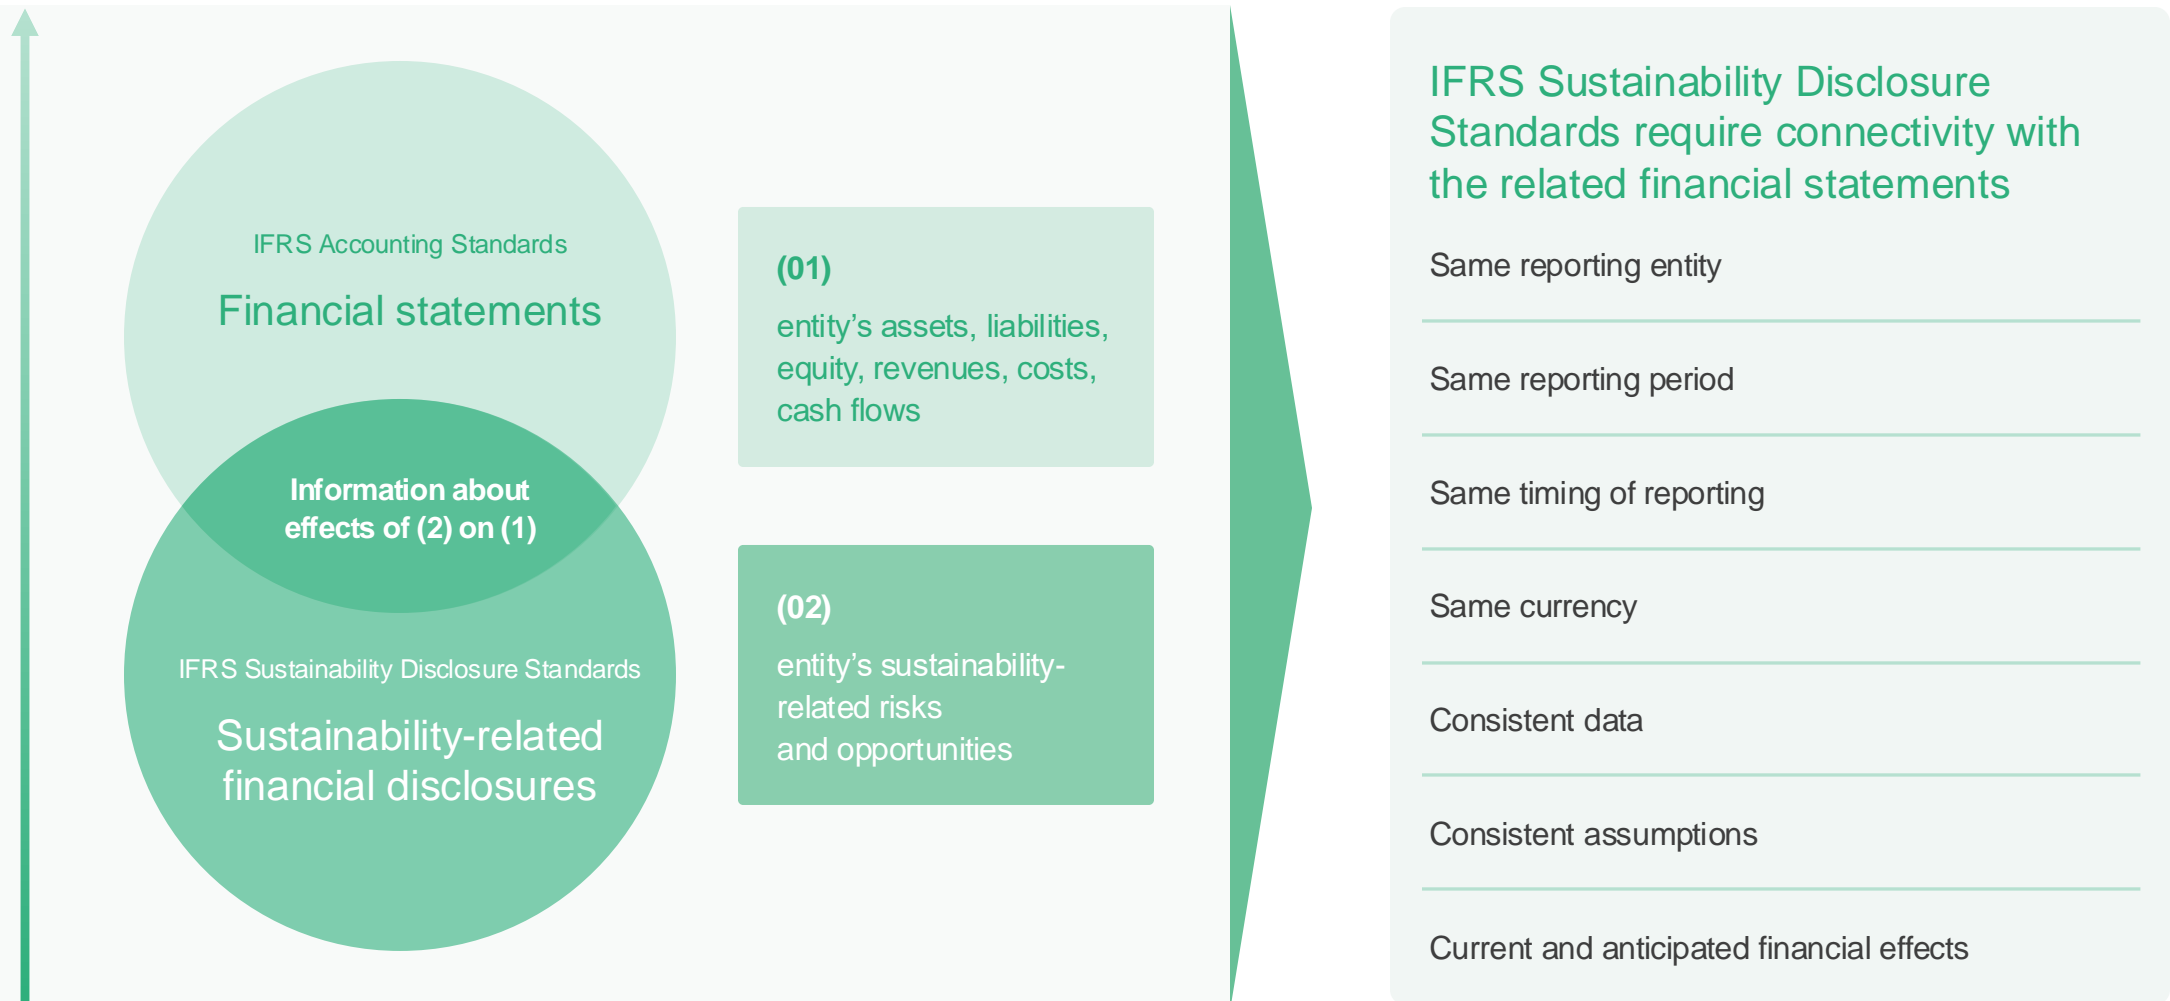 IFRS Accounting Standards
Financial statements
Information about
effects of (2) on (1)
IFRS Sustainability Disclosure Standards
Sustainability-related
financial disclosures
(01)
entity’s assets, liabilities,
equity, revenues, costs,
cash flows
(02)
entity’s sustainability-
related risks
and opportunities
IFRS Sustainability Disclosure
Standards require connectivity with
the related financial statements
Same reporting entity
Same reporting period
Same timing of reporting
Same currency
Consistent data
Consistent assumptions
Current and anticipated financial effects